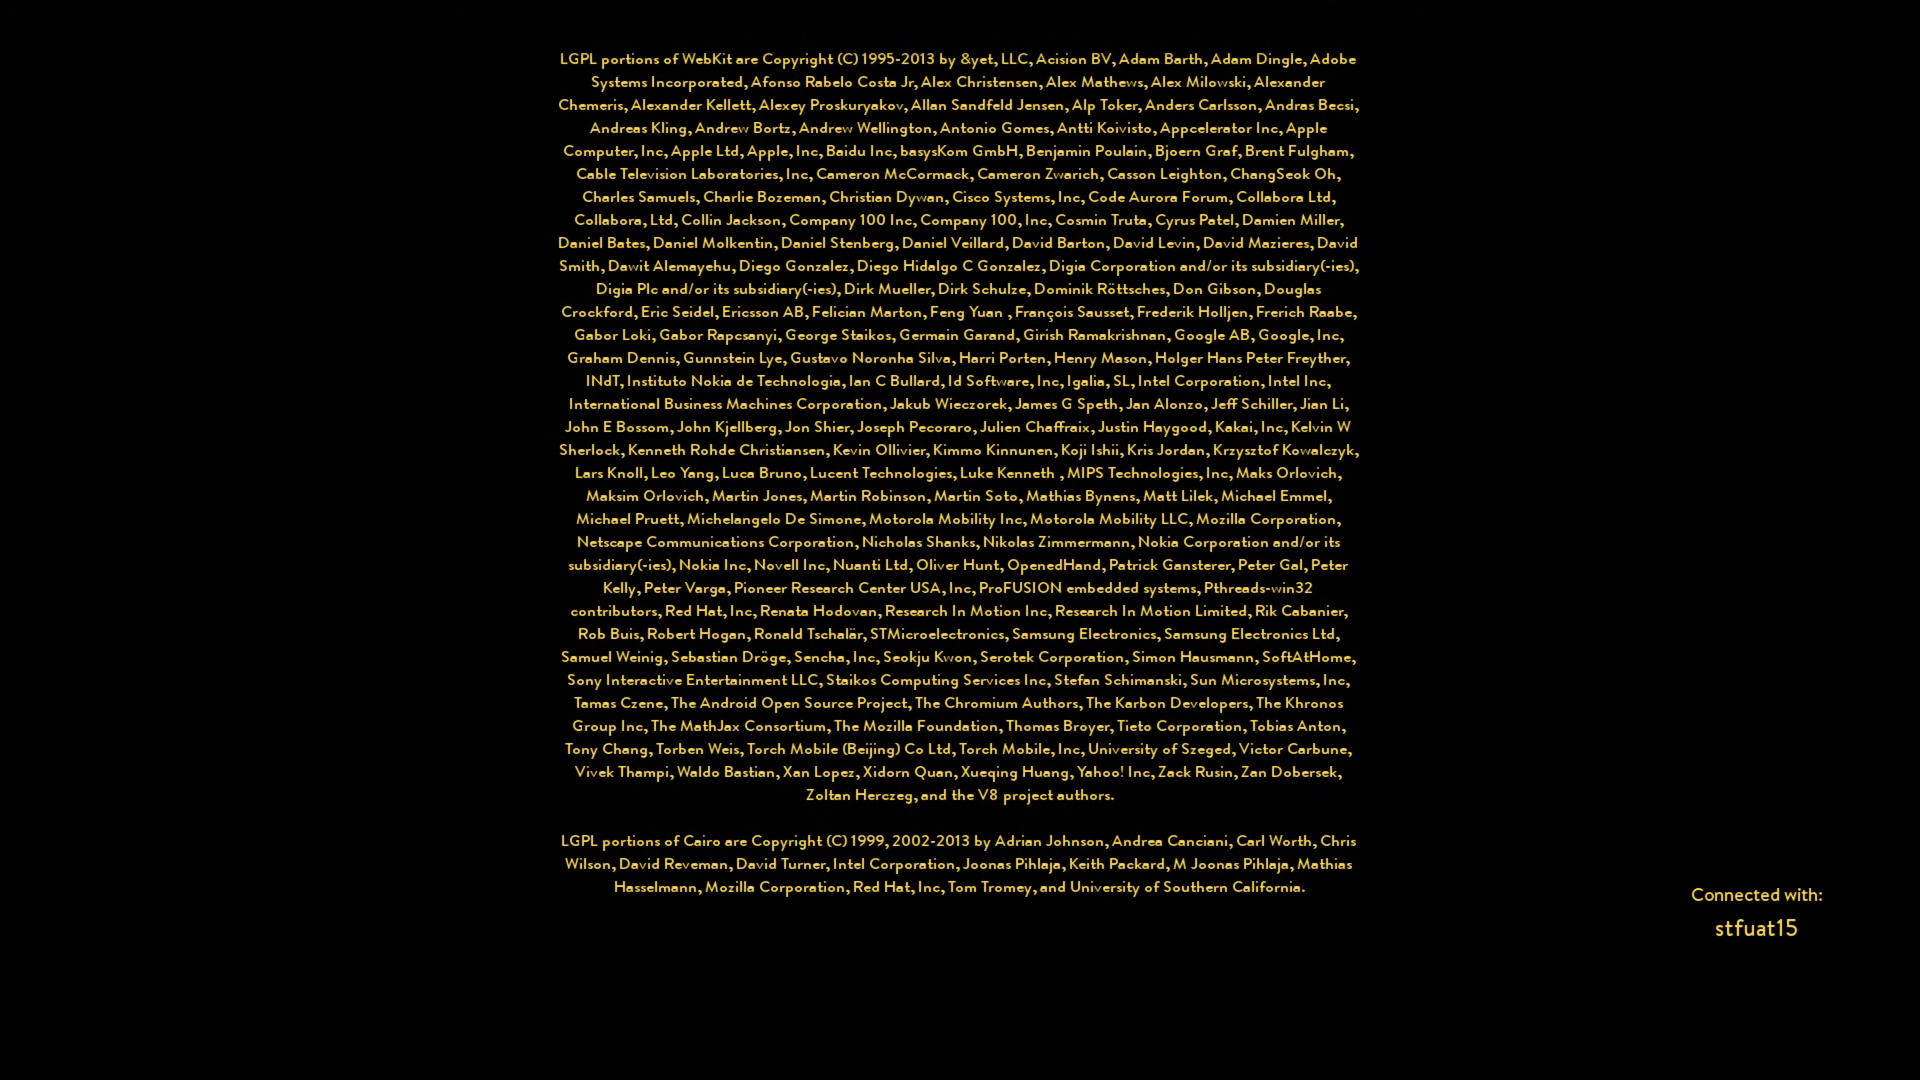 LGPL portions of WebKit are Copyright (C) 1995-2013 by &yet, LLC, Acision BV, Adam Barth, Adam Dingle, Adobe
Systems Incorporated, Afonso Rabelo Costa Jr, Alex Christensen, Alex Mathews, Alex Milowski, Alexander
Chemeris, Alexander Kellett, Alexey Proskuryakov, Allan Sandfeld Jensen, Alp Toker, Anders Carlsson, Andras Becsi,
Andreas Kling, Andrew Bortz, Andrew Wellington, Antonio Gomes, Antti Koivisto, Appcelerator Inc, Apple
Computer, Inc, Apple Ltd, Apple, Inc, Baidu Inc, basysKom GmbH, Benjamin Poulain, Bjoern Graf, Brent Fulgham,
Cable Television Laboratories, Inc, Cameron McCormack, Cameron Zwarich, Casson Leighton, ChangSeok Oh,
Charles Samuels, Charlie Bozeman, Christian Dywan, Cisco Systems, Inc, Code Aurora Forum, Collabora Ltd,
Collabora, Ltd, Collin Jackson, Company 100 Inc, Company 100, Inc, Cosmin Truta, Cyrus Patel, Damien Miller,
Daniel Bates, Daniel Molkentin, Daniel Stenberg, Daniel Veillard, David Barton, David Levin, David Mazieres, David
Smith, Dawit Alemayehu, Diego Gonzalez, Diego Hidalgo C Gonzalez, Digia Corporation and/or its subsidiary(-ies),
Digia Plc and/or its subsidiary(-ies), Dirk Mueller, Dirk Schulze, Dominik Röttsches, Don Gibson, Douglas
Crockford, Eric Seidel, Ericsson AB, Felician Marton, Feng Yuan , François Sausset, Frederik Holljen, Frerich Raabe,
Gabor Loki, Gabor Rapcsanyi, George Staikos, Germain Garand, Girish Ramakrishnan, Google AB, Google, Inc,
Graham Dennis, Gunnstein Lye, Gustavo Noronha Silva, Harri Porten, Henry Mason, Holger Hans Peter Freyther,
INdT, Instituto Nokia de Technologia, Ian C Bullard, Id Software, Inc, Igalia, SL, Intel Corporation, Intel Inc,
International Business Machines Corporation, Jakub Wieczorek, James G Speth, Jan Alonzo, Jeff Schiller, Jian Li,
John E Bossom, John Kjellberg, Jon Shier, Joseph Pecoraro, Julien Chaffraix, Justin Haygood, Kakai, Inc, Kelvin W
Sherlock, Kenneth Rohde Christiansen, Kevin Ollivier, Kimmo Kinnunen, Koji Ishii, Kris Jordan, Krzysztof Kowalczyk,
Lars Knoll, Leo Yang, Luca Bruno, Lucent Technologies, Luke Kenneth , MIPS Technologies, Inc, Maks Orlovich,
Maksim Orlovich, Martin Jones, Martin Robinson, Martin Soto, Mathias Bynens, Matt Lilek, Michael Emmel,
Michael Pruett, Michelangelo De Simone, Motorola Mobility Inc, Motorola Mobility LLC, Mozilla Corporation,
Netscape Communications Corporation, Nicholas Shanks, Nikolas Zimmermann, Nokia Corporation and/or its
subsidiary(-ies), Nokia Inc, Novell Inc, Nuanti Ltd, Oliver Hunt, OpenedHand, Patrick Gansterer, Peter Gal, Peter
Kelly, Peter Varga, Pioneer Research Center USA, Inc, ProFUSION embedded systems, Pthreads-win32
contributors, Red Hat, Inc, Renata Hodovan, Research In Motion Inc, Research In Motion Limited, Rik Cabanier,
Rob Buis, Robert Hogan, Ronald Tschalär, STMicroelectronics, Samsung Electronics, Samsung Electronics Ltd,
Samuel Weinig, Sebastian Dröge, Sencha, Inc, Seokju Kwon, Serotek Corporation, Simon Hausmann, SoftAtHome,
Sony Interactive Entertainment LLC, Staikos Computing Services Inc, Stefan Schimanski, Sun Microsystems, Inc,
Tamas Czene, The Android Open Source Project, The Chromium Authors, The Karbon Developers, The Khronos
Group Inc, The MathJax Consortium, The Mozilla Foundation, Thomas Broyer, Tieto Corporation, Tobias Anton,
Tony Chang, Torben Weis, Torch Mobile (Beijing) Co Ltd, Torch Mobile, Inc, University of Szeged, Victor Carbune,
Vivek Thampi, Waldo Bastian, Xan Lopez, Xidorn Quan, Xueqing Huang, Yahoo! Inc, Zack Rusin, Zan Dobersek,
Zoltan Herczeg, and the V8 project authors.
LGPL portions of Cairo are Copyright (C) 1999, 2002-2013 by Adrian Johnson, Andrea Canciani, Carl Worth, Chris
Wilson, David Reveman, David Turner, Intel Corporation, Joonas Pihlaja, Keith Packard, M Joonas Pihlaja, Mathias
Hasselmann, Mozilla Corporation, Red Hat, Inc, Tom Tromey, and University of Southern California.
Connected with:
stfuat15